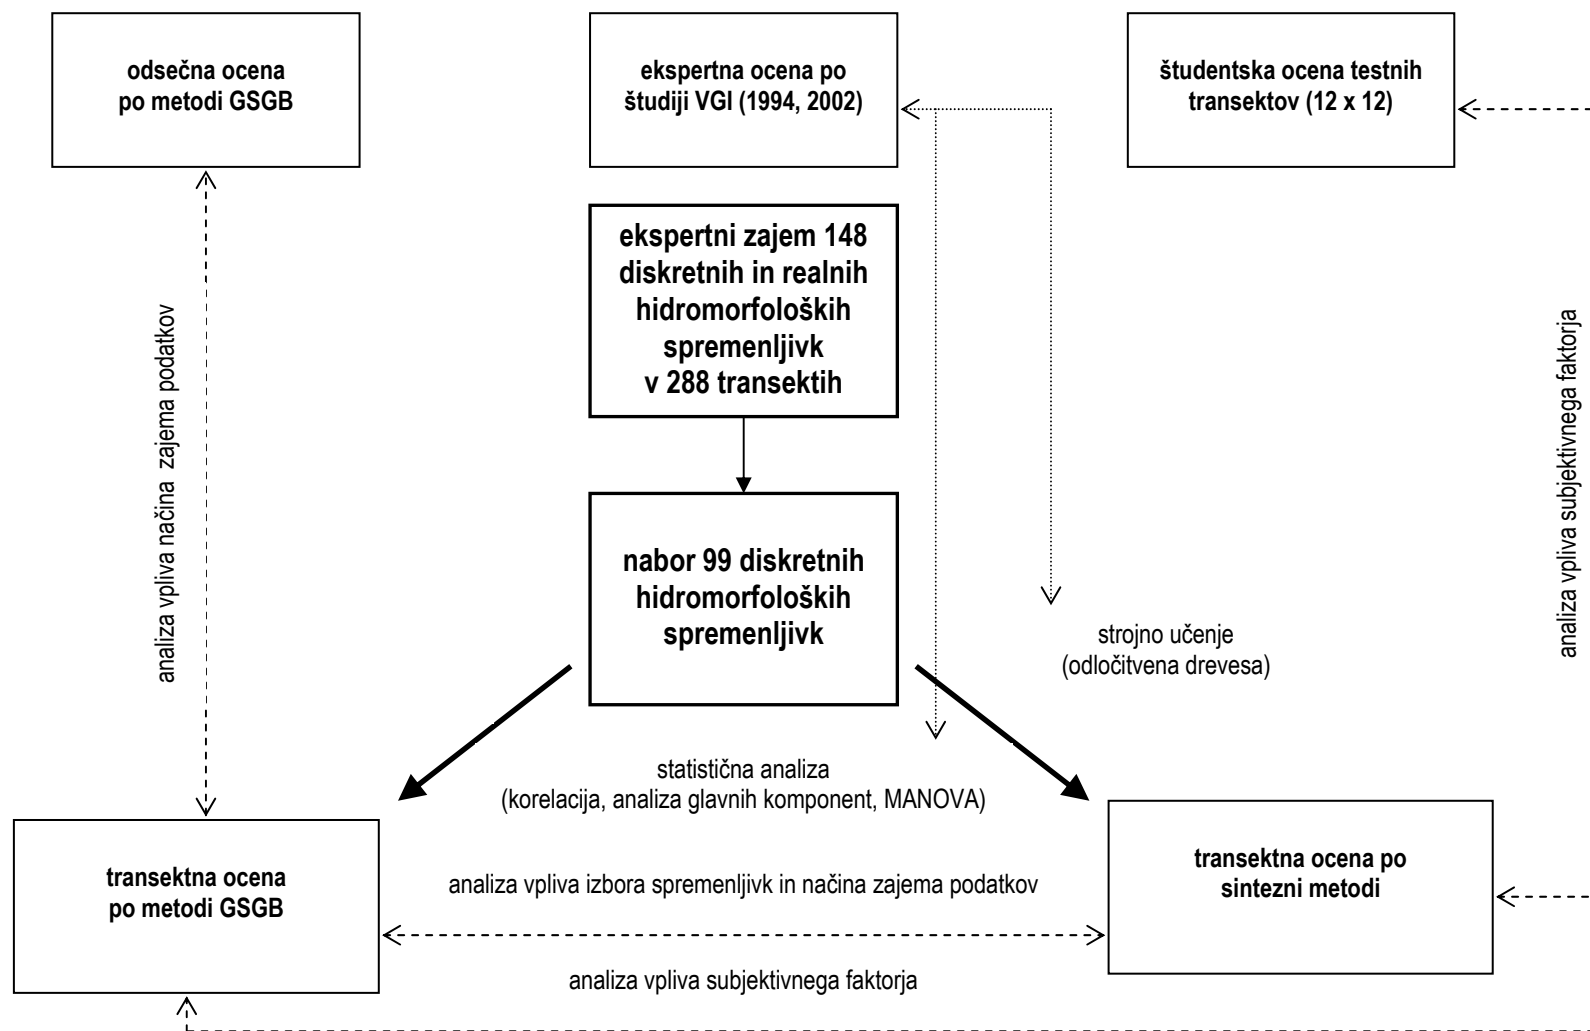 odsečna ocena
po metodi GSGB
ekspertna ocena po
študiji VGI (1994, 2002)
študentska ocena testnih
transektov (12 x 12)
ekspertni zajem 148
diskretnih in realnih
hidromorfoloških
spremenljivk
v 288 transektih
analiza vpliva načina zajema podatkov
analiza vpliva subjektivnega faktorja
nabor 99 diskretnih
hidromorfoloških
spremenljivk
strojno učenje
(odločitvena drevesa)
statistična analiza
(korelacija, analiza glavnih komponent, MANOVA)
transektna ocena
po metodi GSGB
analiza vpliva izbora spremenljivk in načina zajema podatkov
transektna ocena po
sintezni metodi
analiza vpliva subjektivnega faktorja